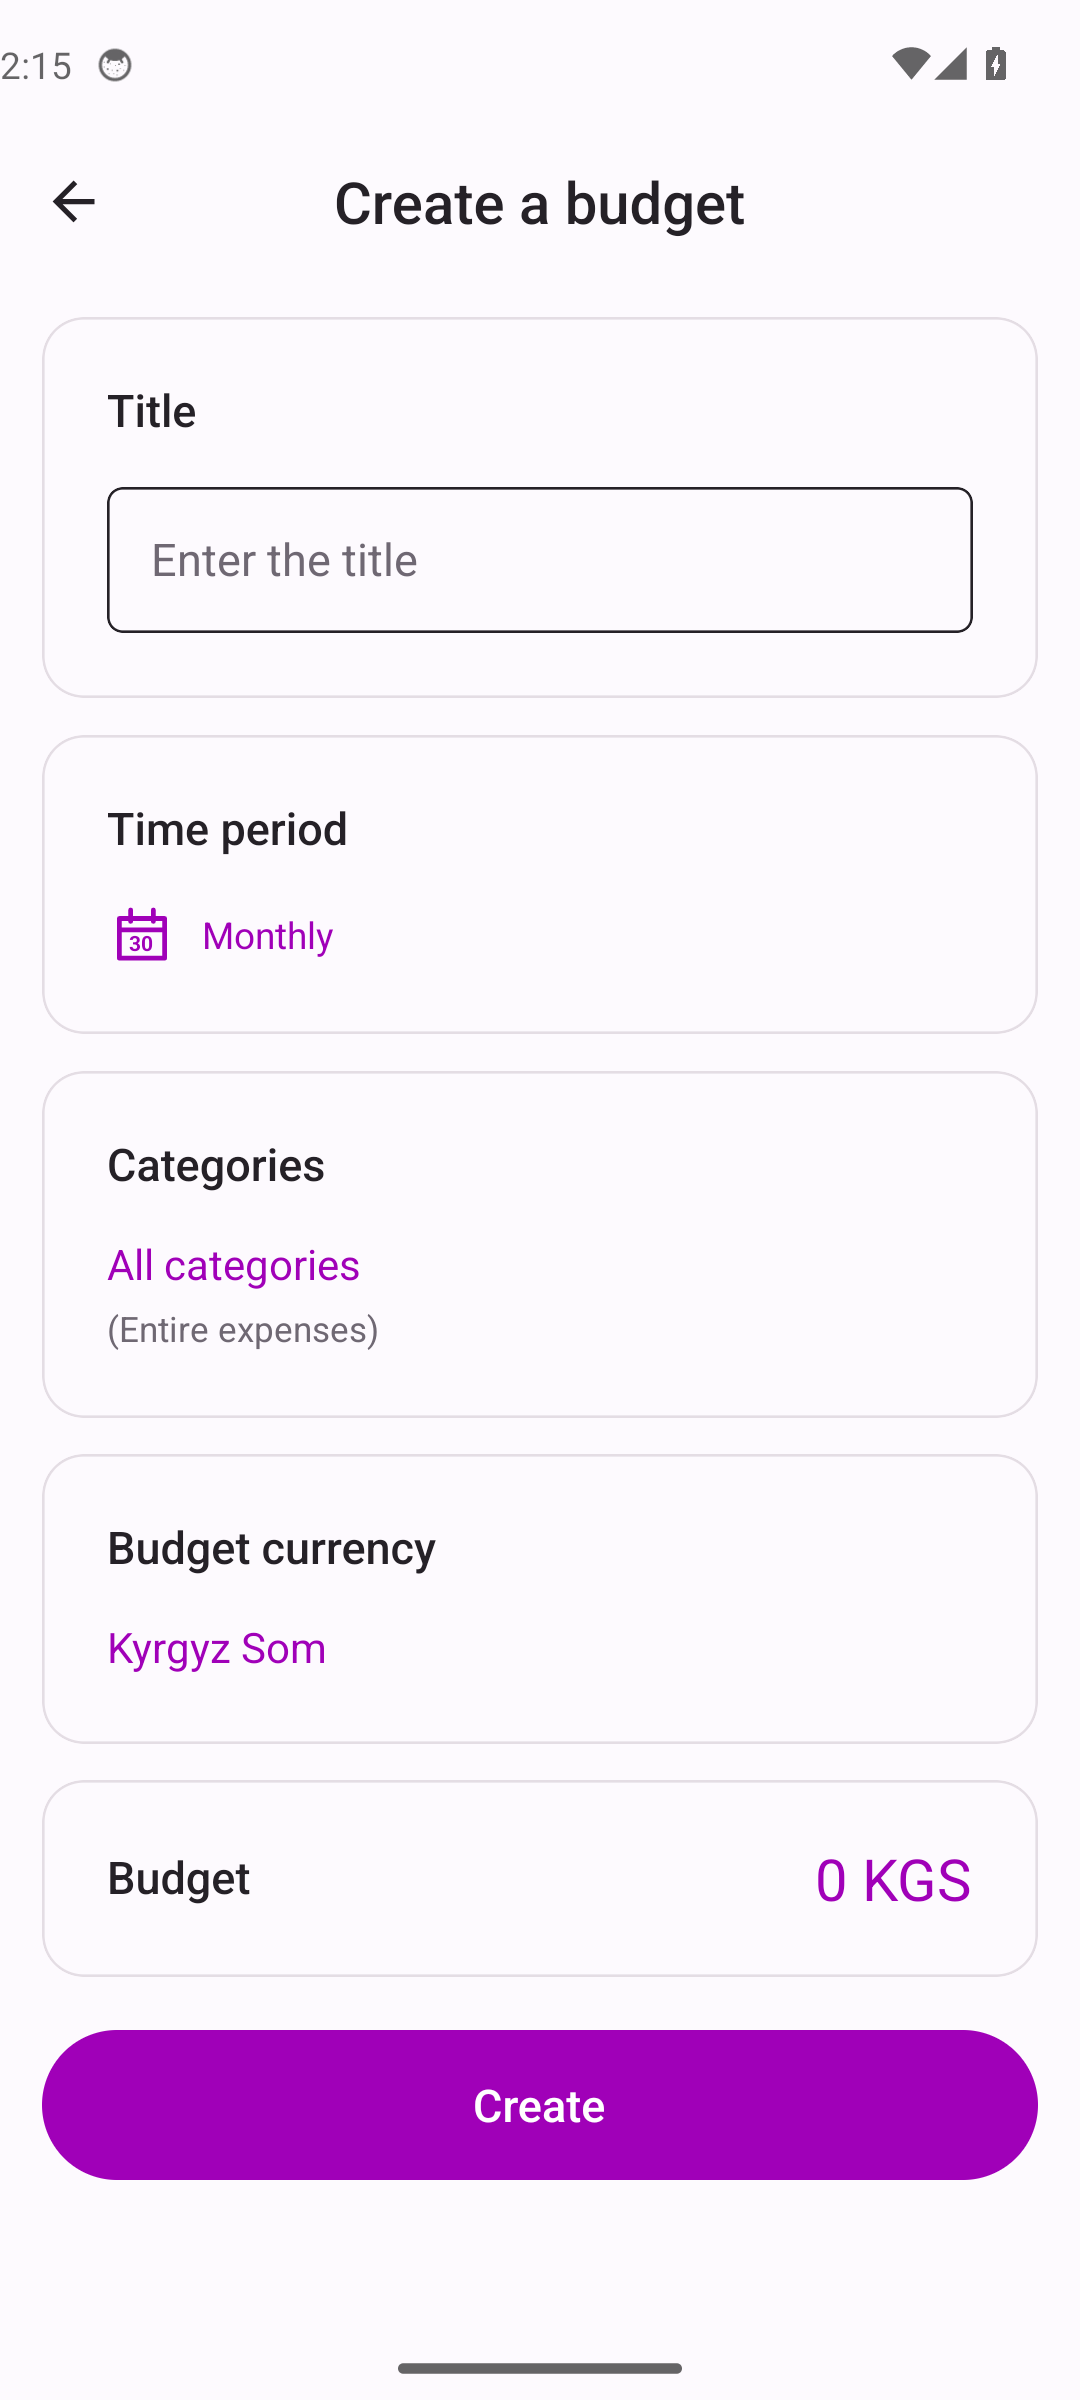 2:15
Create a budget
Title
Enter the title
Time period
30 Monthly
Categories
All categories
(Entire expenses)
Budget currency
Kyrgyz Som
Budget 0 KGS
Create